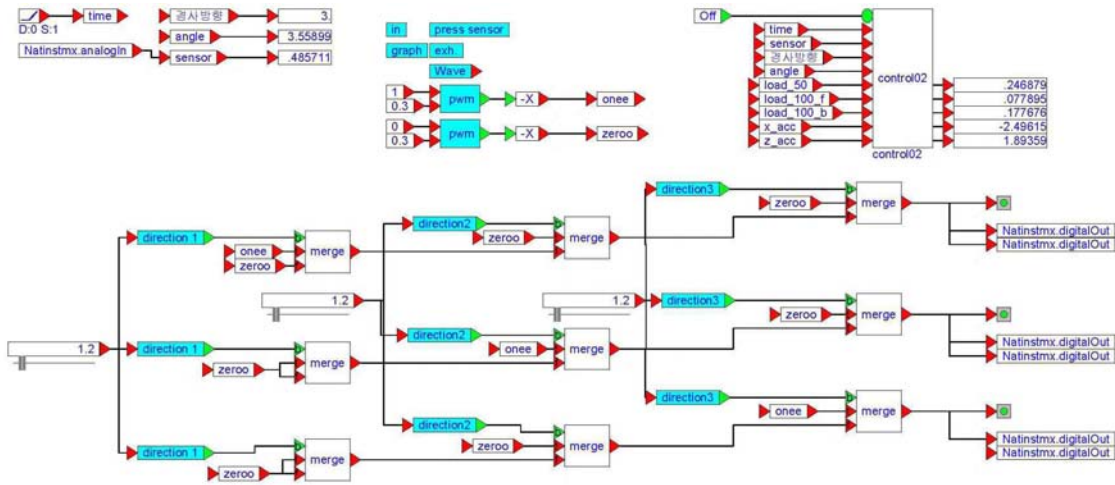 time
D:0 S:1
경사방향
3.
angle
3.55899
Natinstmx.analogIn
sensor
.485711
in
press sensor
graph
exh.
Wave
1
0.3
pwm
-X
onee
0
0.3
pwm
-X
zeroo
Off
time
sensor
경사방향
angle
load_50
load_100_f
load_100_b
x_acc
z_acc
control02
control02
.246879
.077895
.177676
-2.49615
1.89359
direction 1
b
onee
zeroo
merge
direction2
b
zeroo
merge
direction3
b
zeroo
merge
Natinstmx.digitalOut
Natinstmx.digitalOut
1.2
direction 1
b
zeroo
merge
1.2
direction2
b
onee
merge
1.2
direction3
b
zeroo
merge
Natinstmx.digitalOut
Natinstmx.digitalOut
direction 1
b
zeroo
merge
direction2
b
zeroo
merge
direction3
b
onee
merge
Natinstmx.digitalOut
Natinstmx.digitalOut